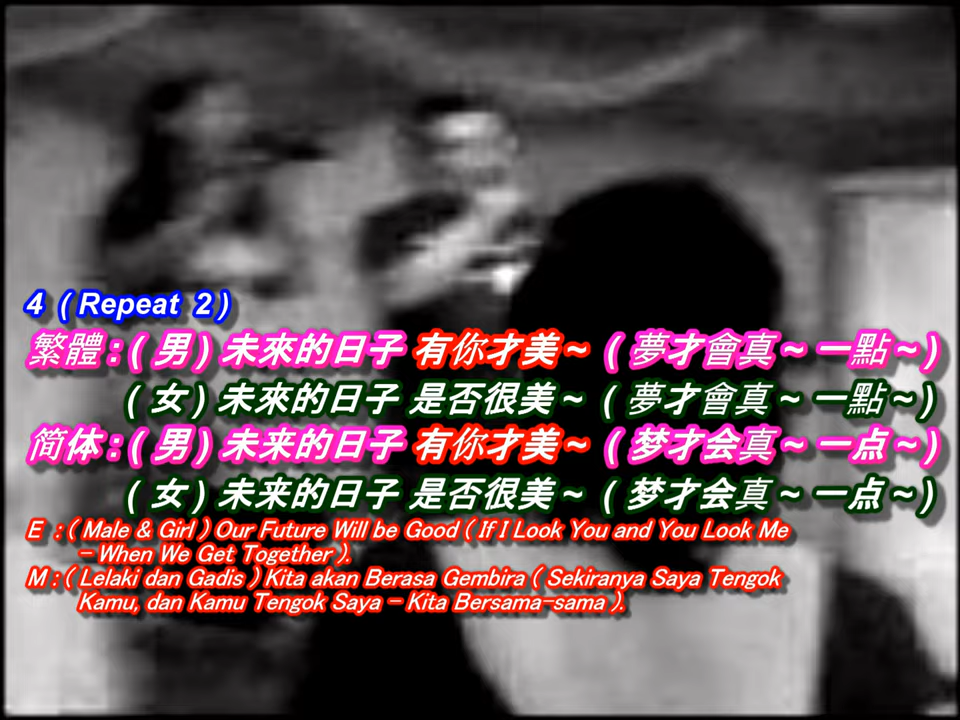 4 ( Repeat 2 )
繁體 : ( 男 ) 未來的日子 有你才美 ~ ( 夢才會真 ~ 一點 ~ )
( 女 ) 未來的日子 是否很美 ~ ( 夢才會真 ~ 一點 ~ )
简体 : ( 男 ) 未来的日子 有你才美 ~ ( 梦才会真 ~ 一点 ~ )
( 女 ) 未来的日子 是否很美 ~ ( 梦才会真 ~ 一点 ~ )
E : ( Male & Girl ) Our Future Will be Good ( If I Look You and You Look Me
- When We Get Together ).
M : ( Lelaki dan Gadis ) Kita akan Berasa Gembira ( Sekiranya Saya Tengok
Kamu, dan Kamu Tengok Saya - Kita Bersama-sama ).